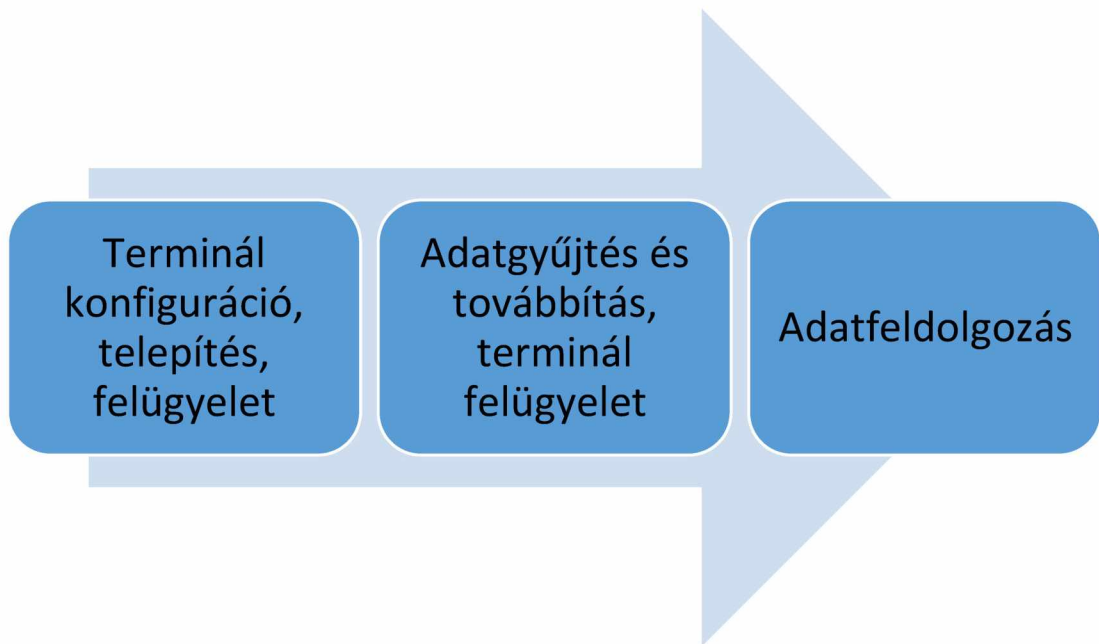 Terminál
konfiguráció,
telepítés,
felügyelet
Adatgyűjtés és
továbbítás,
terminál
felügyelet
Adatfeldolgozás